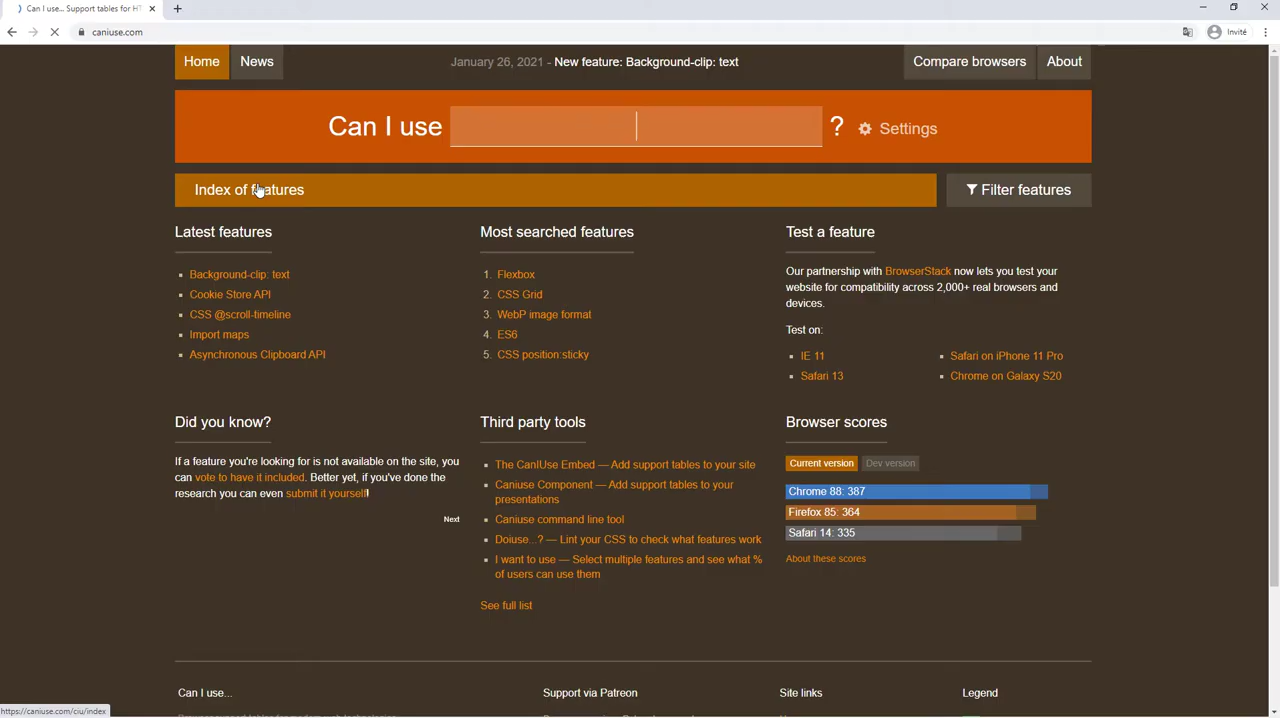 Can I use... Support tables for HT
caniuse.com
Invité
Home
News
January 26, 2021 - New feature: Background-clip: text
Compare browsers
About
Can I use
?
Settings
Index of features
Filter features
Latest features
Background-clip: text
Cookie Store API
CSS @scroll-timeline
Import maps
Asynchronous Clipboard API
Most searched features
1. Flexbox
2. CSS Grid
3. WebP image format
4. ES6
5. CSS position:sticky
Test a feature
Our partnership with BrowserStack now lets you test your
website for compatibility across 2,000+ real browsers and
devices.
Test on:
IE 11
Safari 13
Safari on iPhone 11 Pro
Chrome on Galaxy S20
Did you know?
If a feature you're looking for is not available on the site, you
can vote to have it included. Better yet, if you've done the
research you can even submit it yourself!
Next
Third party tools
The CanIUse Embed — Add support tables to your site
Caniuse Component — Add support tables to your
presentations
Caniuse command line tool
Doiuse...? — Lint your CSS to check what features work
I want to use — Select multiple features and see what %
of users can use them
See full list
Browser scores
Current version
Dev version
Chrome 88: 387
Firefox 85: 364
Safari 14: 335
About these scores
Can I use...
Support via Patreon
Site links
Legend
https://caniuse.com/ciu/index